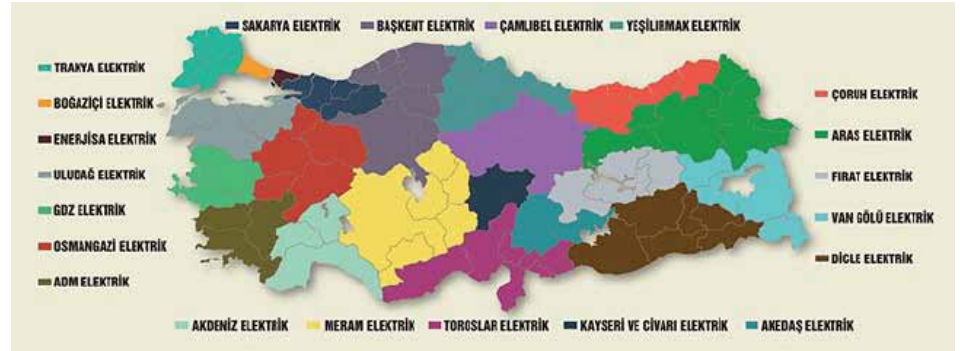 SAKARYA ELEKTRİK
BAŞKENT ELEKTRİK
ÇAMLIBEL ELEKTRİK
YEŞİLIRMAK ELEKTRİK
TRAKYA ELEKTRİK
BOĞAZİÇİ ELEKTRİK
ENERJİSA ELEKTRİK
ULUDAĞ ELEKTRİK
GDZ ELEKTRİK
OSMANGAZİ ELEKTRİK
ADM ELEKTRİK
ÇORUH ELEKTRİK
ARAS ELEKTRİK
FIRAT ELEKTRİK
VAN GÖLÜ ELEKTRİK
DİCLE ELEKTRİK
AKDENİZ ELEKTRİK
MERAM ELEKTRİK
TOROSLAR ELEKTRİK
KAYSERİ VE CİVARI ELEKTRİK
AKEDAŞ ELEKTRİK